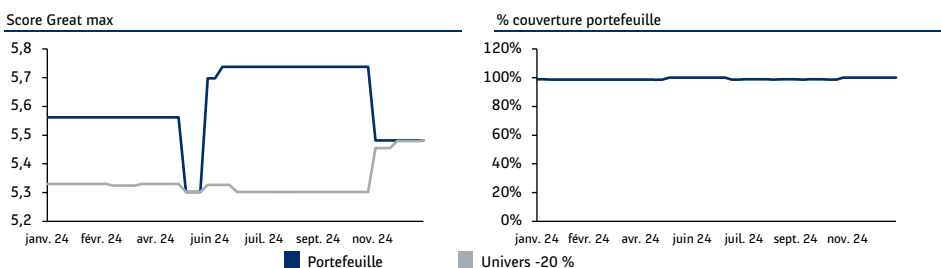 Score Great max
5,8
5,7
5,6
5,5
5,4
5,3
5,2
janv. 24 févr. 24 avr. 24 juin 24 juil. 24 sept. 24 nov. 24
% couverture portefeuille
120%
100%
80%
60%
40%
20%
0%
janv. 24 févr. 24 avr. 24 juin 24 juil. 24 sept. 24 nov. 24
Portefeuille Univers -20 %